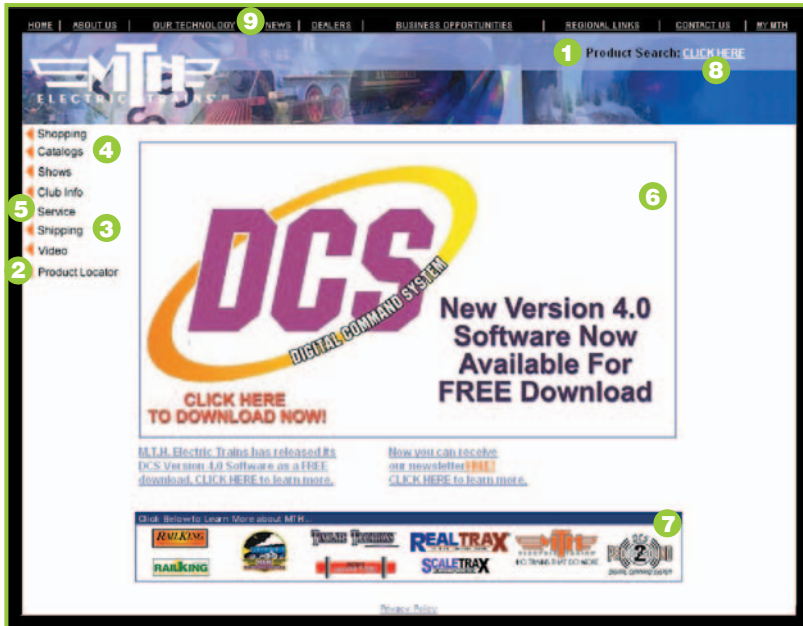 HOME | ABOUT US | OUR TECHNOLOGY 9 NEWS | DEALERS | BUSINESS OPPORTUNITIES | REGIONAL LINKS | CONTACT US | MY MTH
1 Product Search: CLICK HERE
8
MTH
ELECTRIC TRAINS
Shopping
Catalogs 4
Shows
Club Info
5 Service
Shipping 3
Video
2 Product Locator
6
DCS
DIGITAL COMMAND SYSTEM
New Version 4.0
Software Now
Available For
FREE Download
CLICK HERE
TO DOWNLOAD NOW!
M.T.H. Electric Trains has released its
DCS Version 4.0 Software as a FREE
download, CLICK HERE to learn more.
Now you can receive
our newsletter FREE!
CLICK HERE to learn more.
Click Below to Learn More about MTH... 7
RAILKING
REALTRAX
MTH
RAILKING
SCALETRAX
2
DIGITAL COMMAND SYSTEM
Privacy Policy